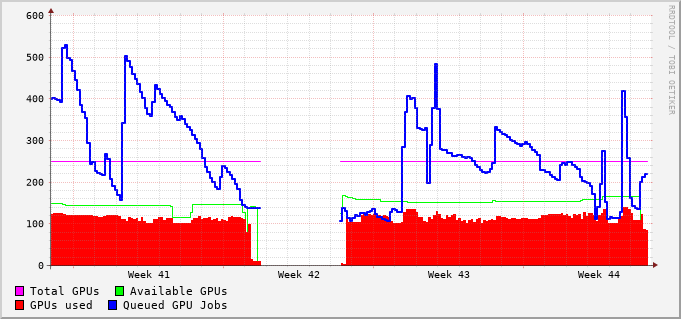 600
500
400
300
200
100
0
Week 41 Week 42 Week 43 Week 44
Total GPUs Available GPUs
GPUs used Queued GPU Jobs
RRDTOOL / TOBI OETIKER